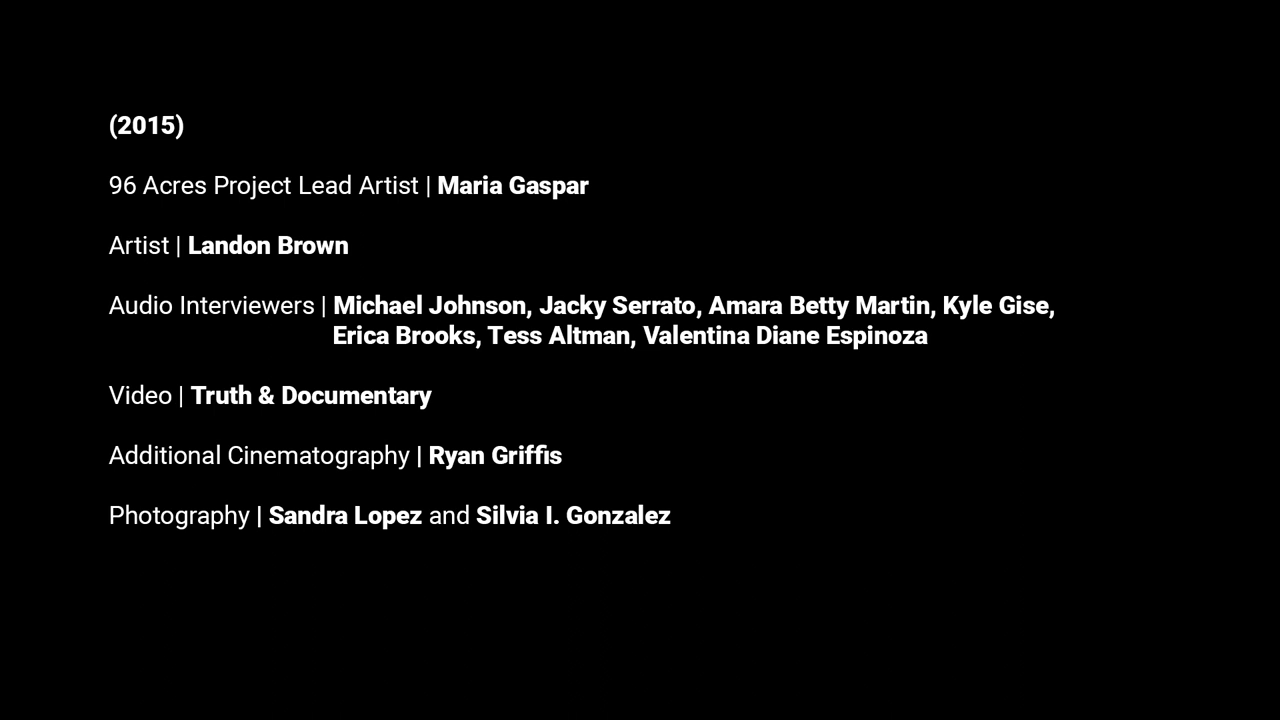 (2015)
96 Acres Project Lead Artist | Maria Gaspar
Artist | Landon Brown
Audio Interviewers | Michael Johnson, Jacky Serrato, Amara Betty Martin, Kyle Gise,
Erica Brooks, Tess Altman, Valentina Diane Espinoza
Video | Truth & Documentary
Additional Cinematography | Ryan Griffis
Photography | Sandra Lopez and Silvia I. Gonzalez